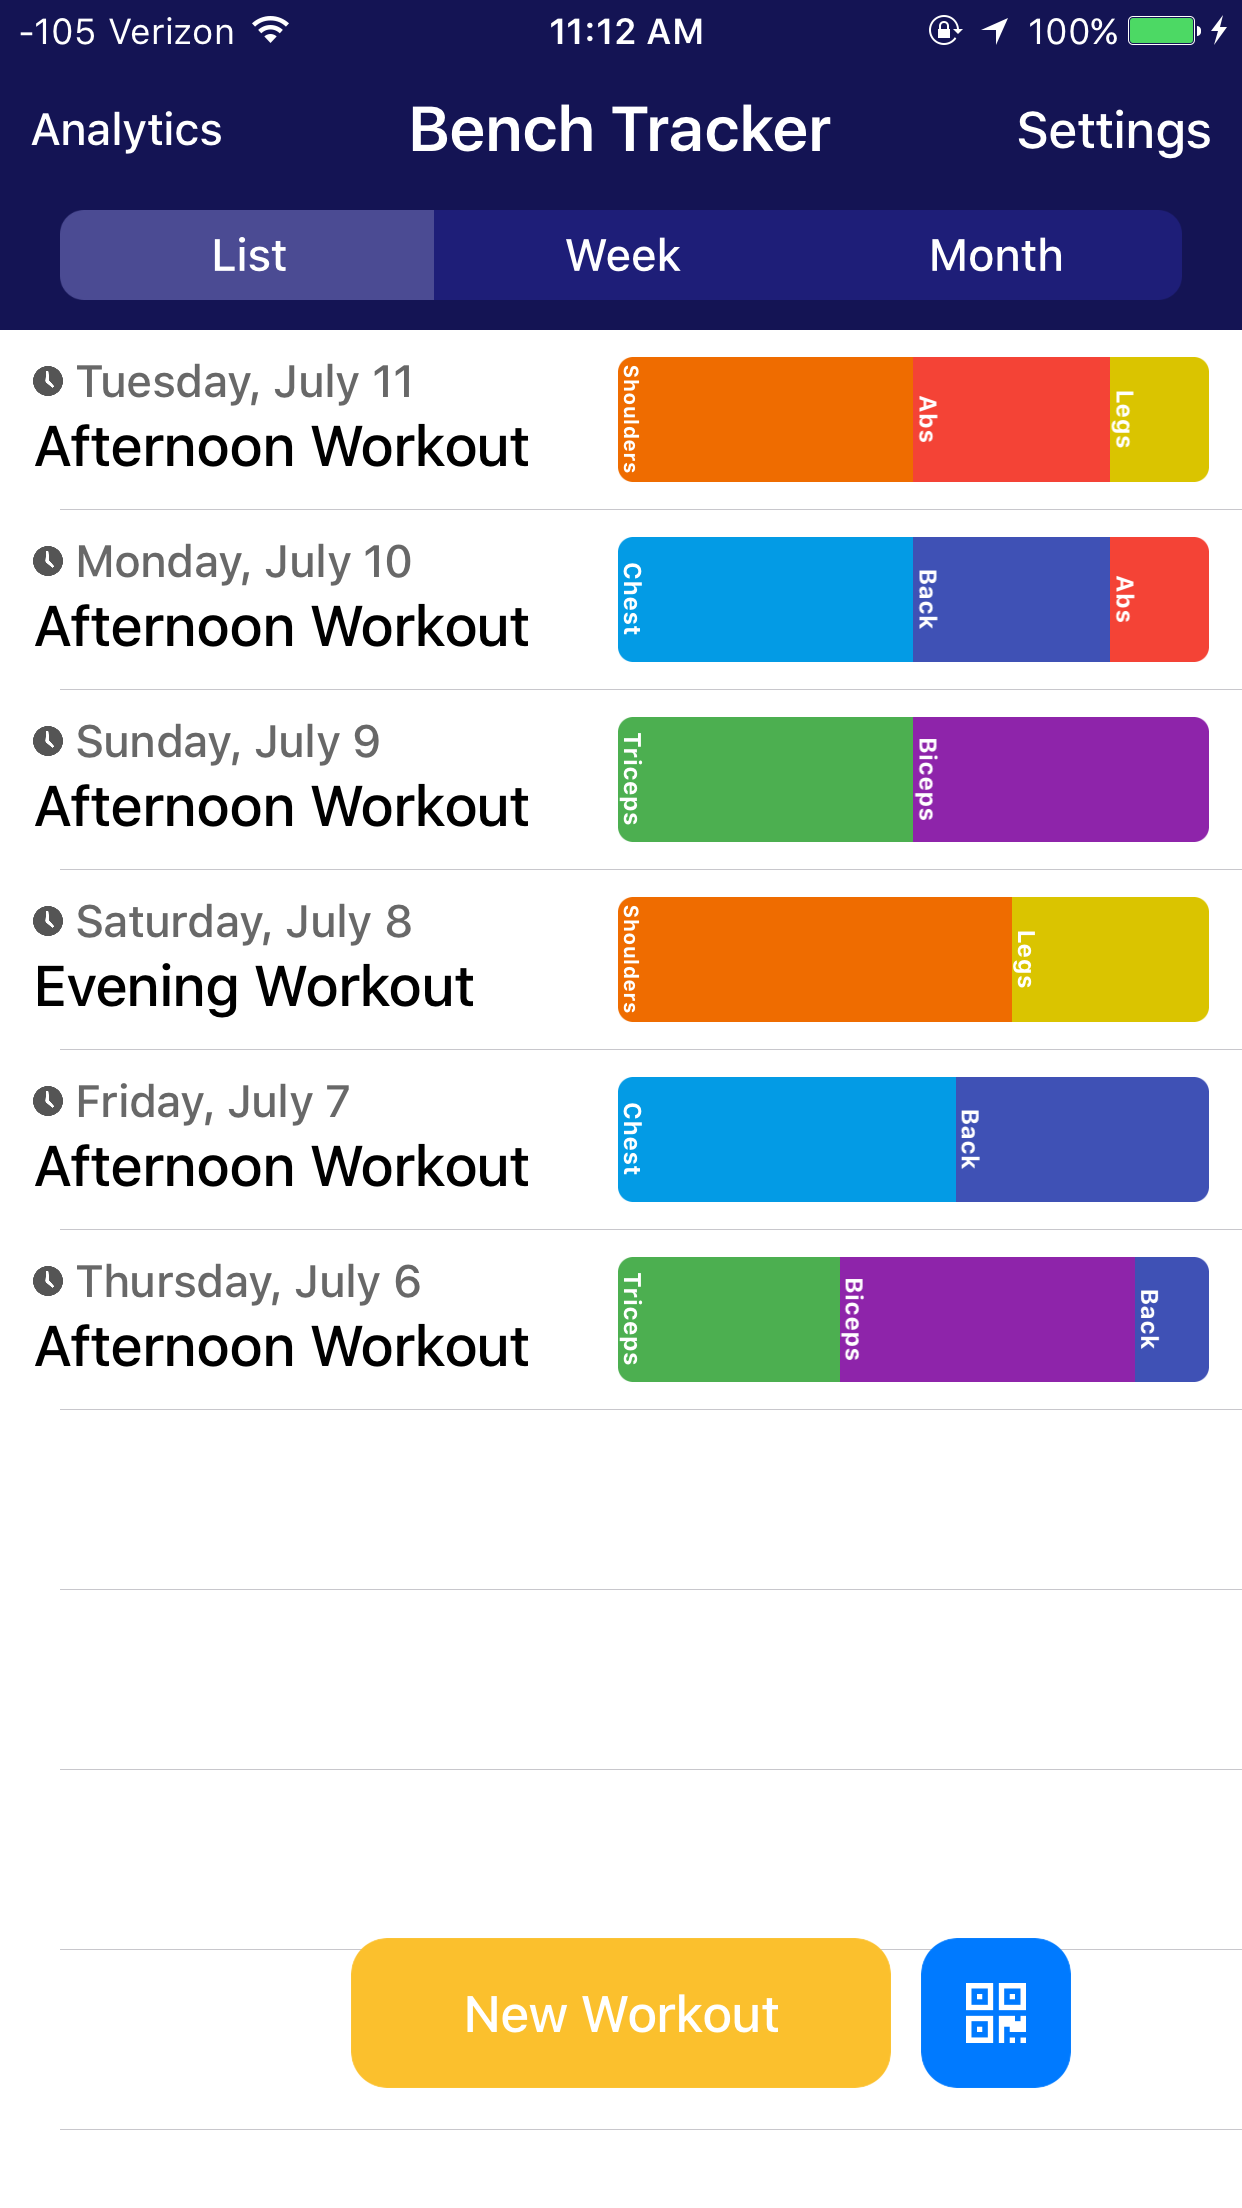 -105 Verizon 11:12 AM 100%
Analytics Bench Tracker Settings
List Week Month
Tuesday, July 11
Afternoon Workout
Shoulders Abs Legs
Monday, July 10
Afternoon Workout
Chest Back Abs
Sunday, July 9
Afternoon Workout
Triceps Biceps
Saturday, July 8
Evening Workout
Shoulders Legs
Friday, July 7
Afternoon Workout
Chest Back
Thursday, July 6
Afternoon Workout
Triceps Biceps Back
New Workout